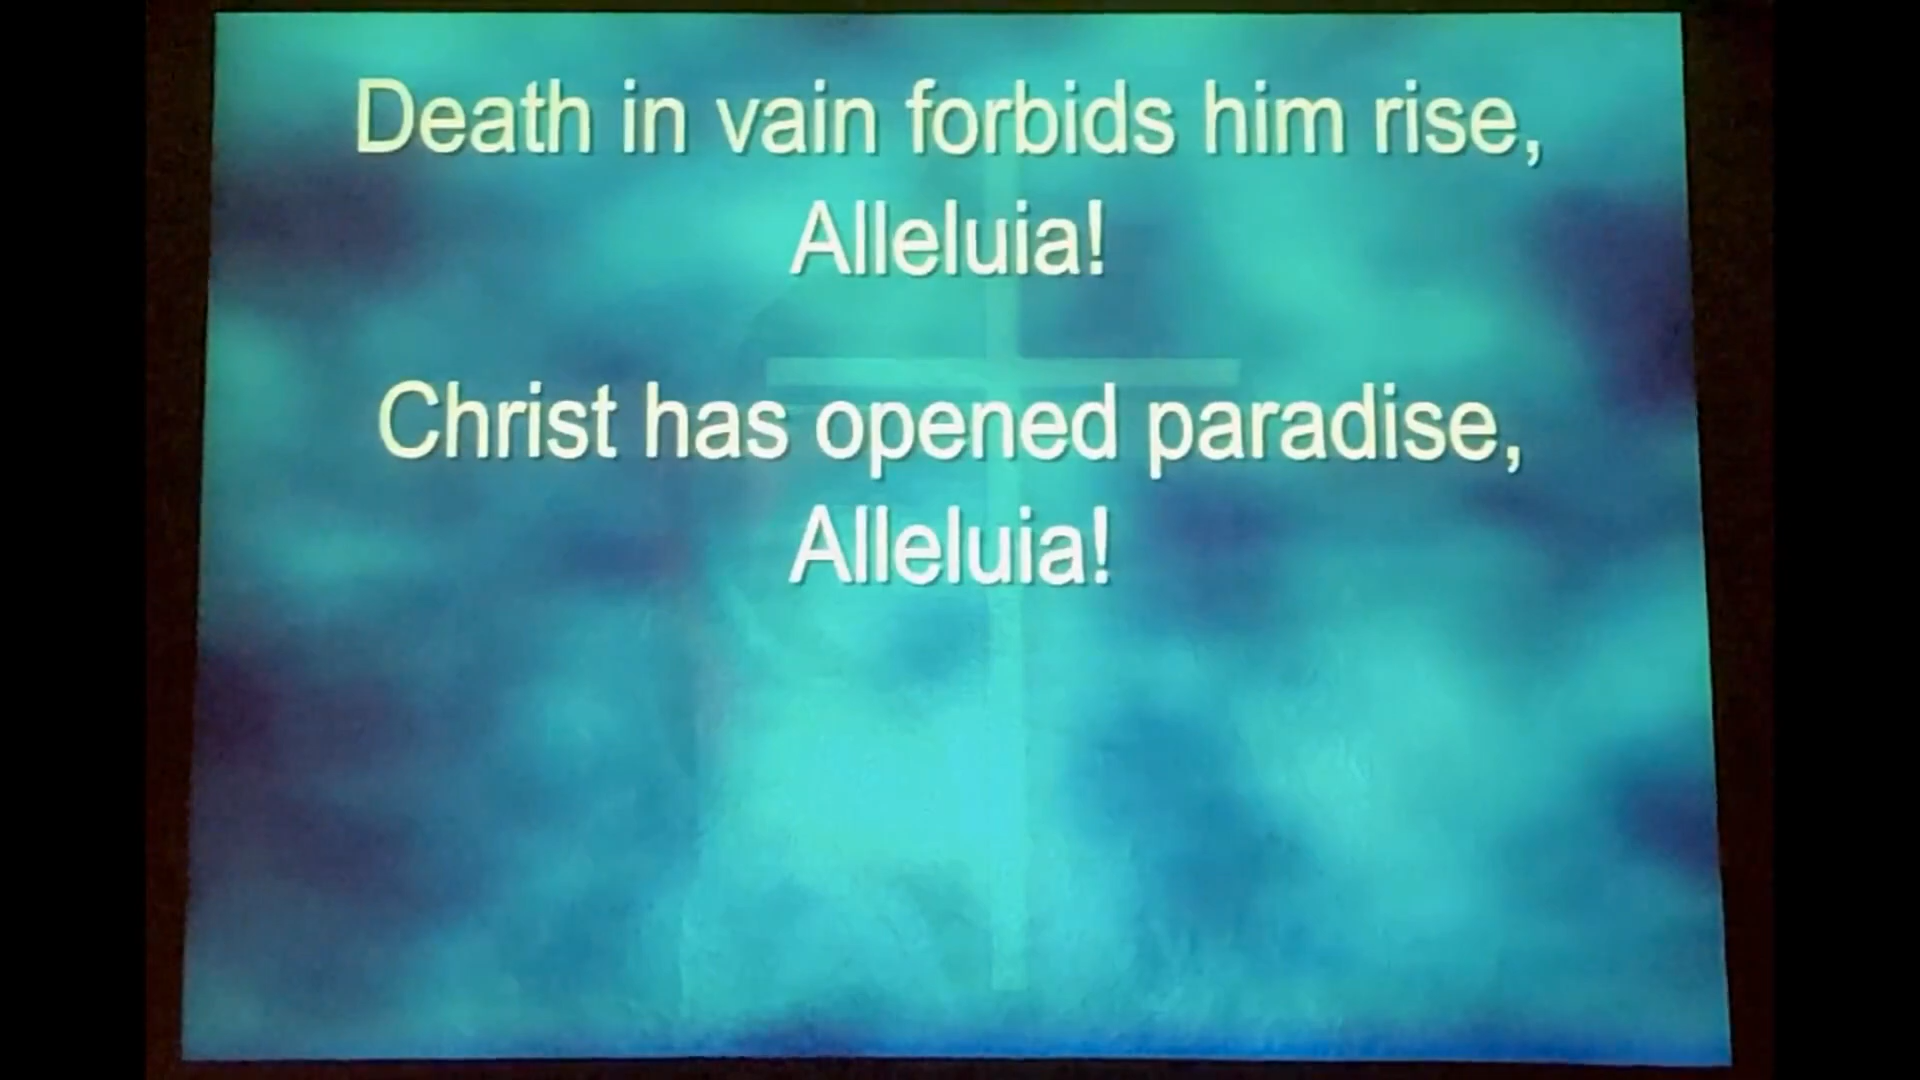 Death in vain forbids him rise,
Alleluia!
Christ has opened paradise,
Alleluia!